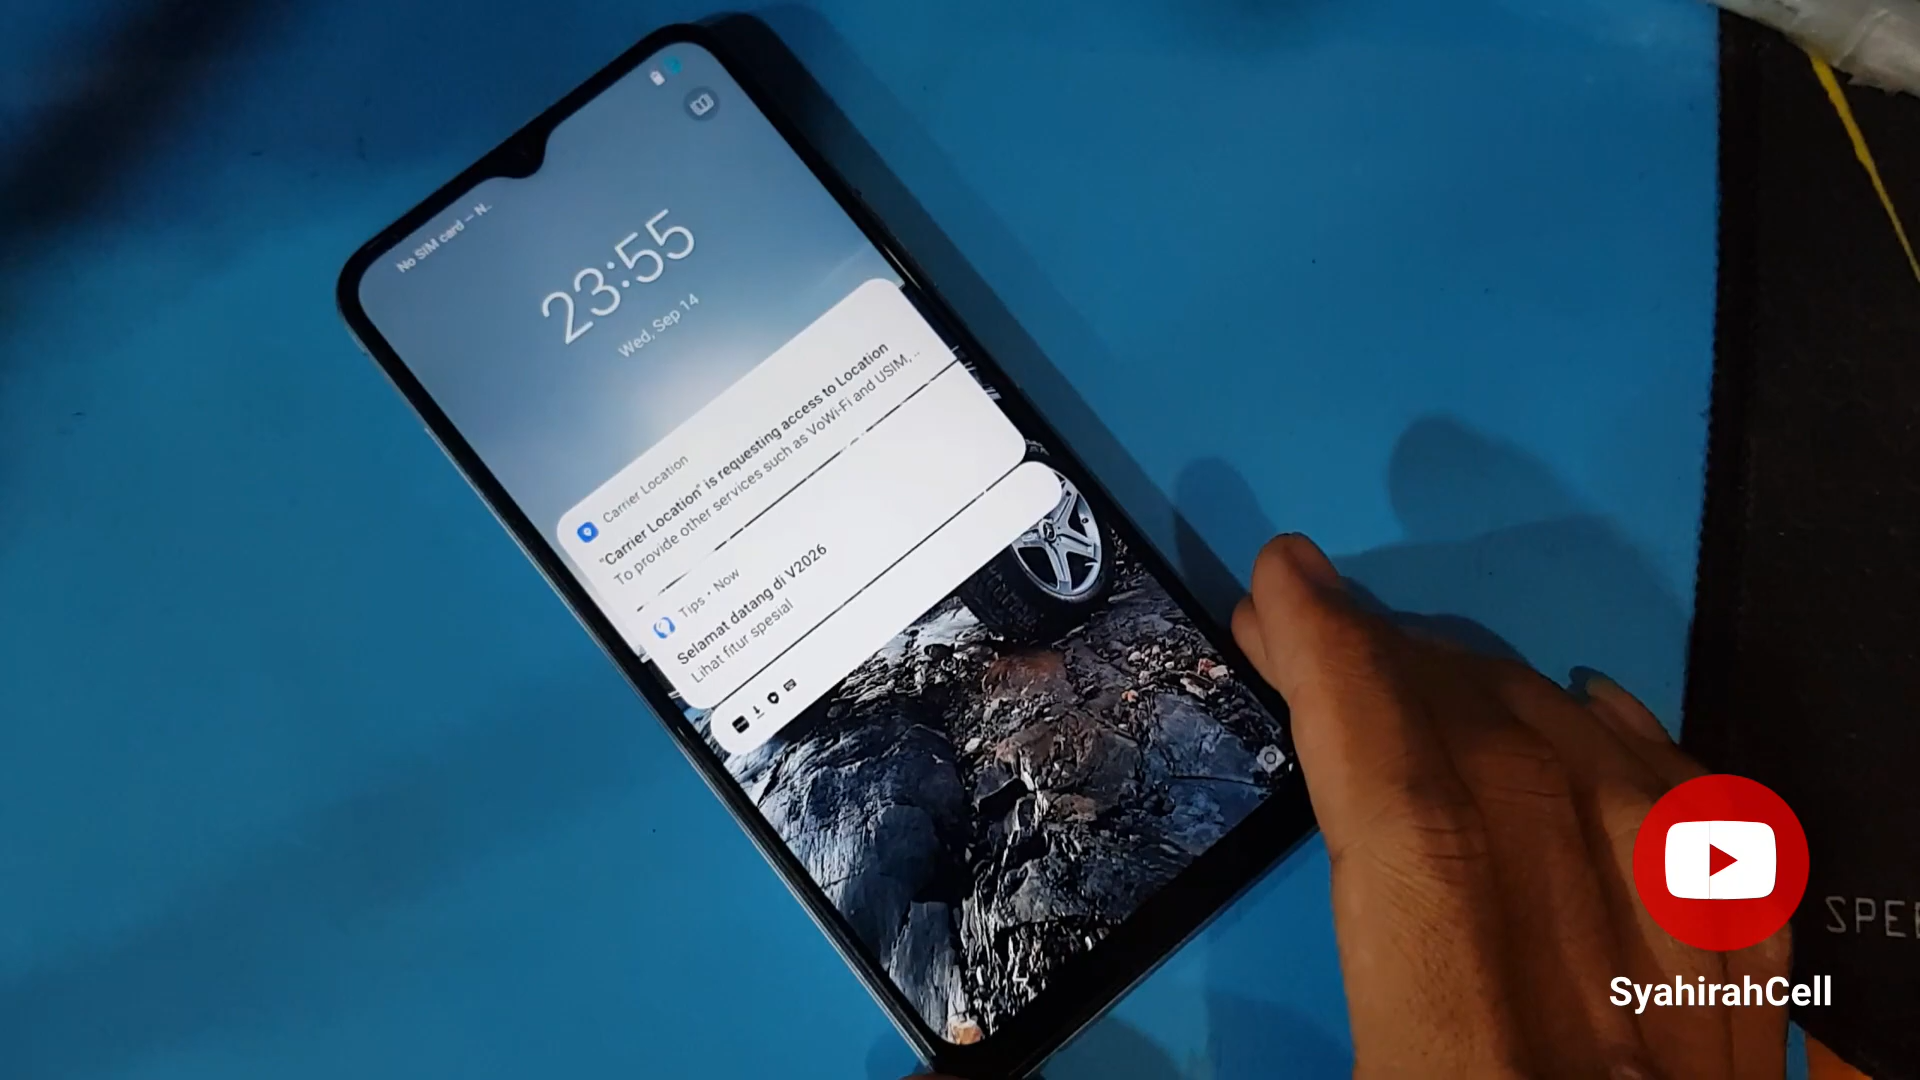 No SIM card – N..
23:55
Wed, Sep 14
Carrier Location
"Carrier Location" is requesting access to Location
To provide other services such as VoWi-Fi and USIM, ..
Tips • Now
Selamat datang di V2026
Lihat fitur spesial
SPEE
SyahirahCell